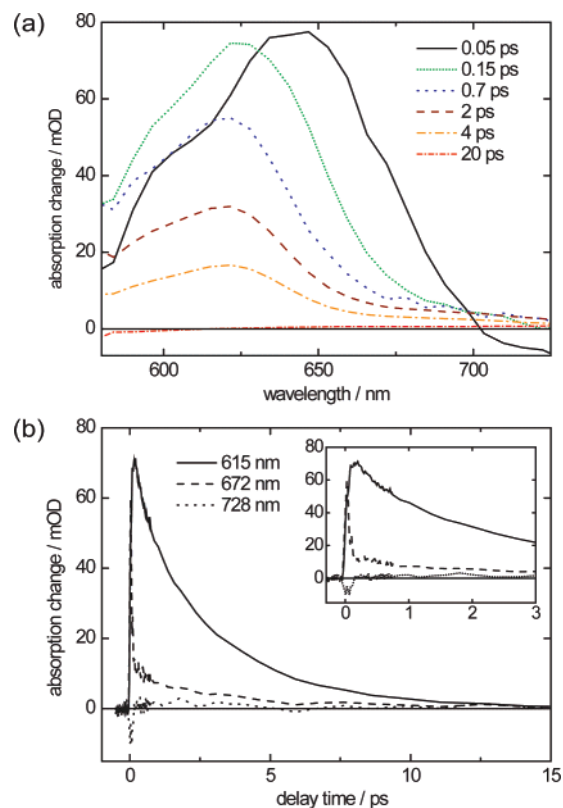 (a)
80
60
40
20
0
absorption change / mOD
0.05 ps
0.15 ps
0.7 ps
2 ps
4 ps
20 ps
600
650
700
wavelength / nm
(b)
80
60
40
20
0
absorption change / mOD
615 nm
672 nm
728 nm
80
60
40
20
0
0
1
2
3
0
5
10
15
delay time / ps